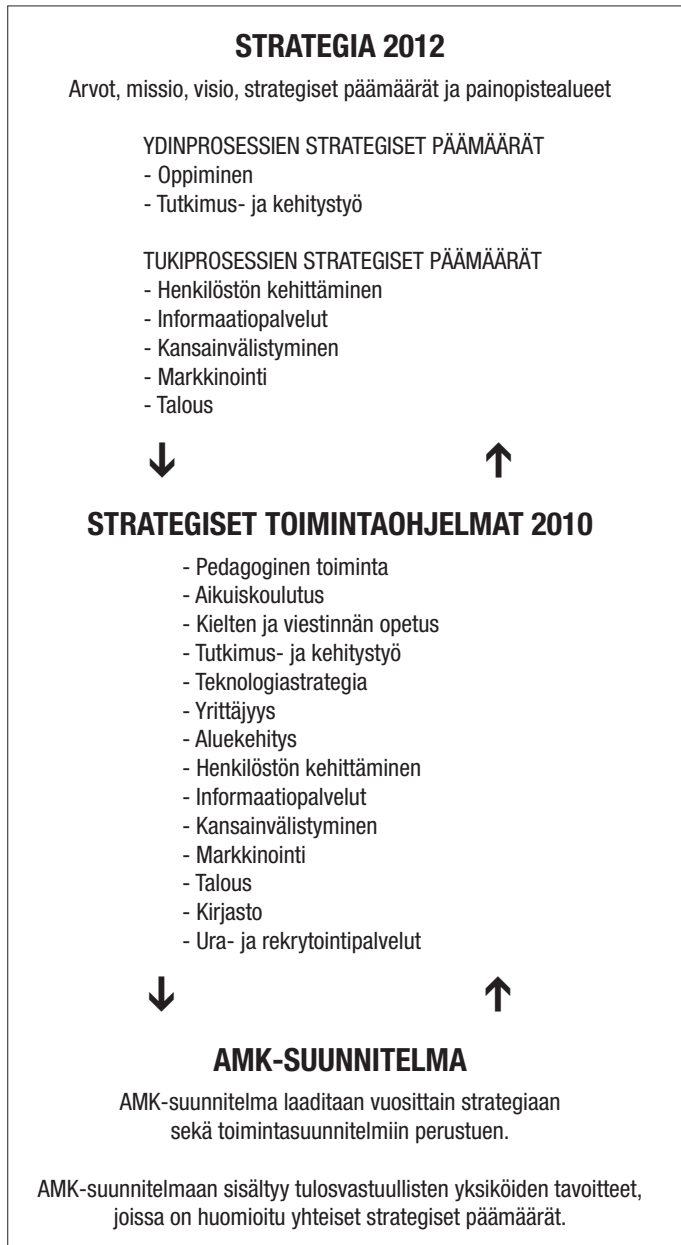 STRATEGIA 2012
Arvot, missio, visio, strategiset päämäärät ja painopistealueet
YDINPROSESSIEN STRATEGISET PÄÄMÄÄRÄT
- Oppiminen
- Tutkimus- ja kehitystyö
TUKIPROSESSIEN STRATEGISET PÄÄMÄÄRÄT
- Henkilöstön kehittäminen
- Informaatiopalvelut
- Kansainvälistyminen
- Markkinointi
- Talous
↓ ↑
STRATEGISET TOIMINTAOHJELMAT 2010
- Pedagoginen toiminta
- Aikuiskoulutus
- Kielten ja viestinnän opetus
- Tutkimus- ja kehitystyö
- Teknologiastrategia
- Yrittäjyys
- Aluekehitys
- Henkilöstön kehittäminen
- Informaatiopalvelut
- Kansainvälistyminen
- Markkinointi
- Talous
- Kirjasto
- Ura- ja rekrytointipalvelut
↓ ↑
AMK-SUUNNITELMA
AMK-suunnitelma laaditaan vuosittain strategiaan
sekä toimintasuunnitelmiin perustuen.
AMK-suunnitelmaan sisältyy tulosvastuullisten yksiköiden tavoitteet,
joissa on huomioitu yhteiset strategiset päämäärät.